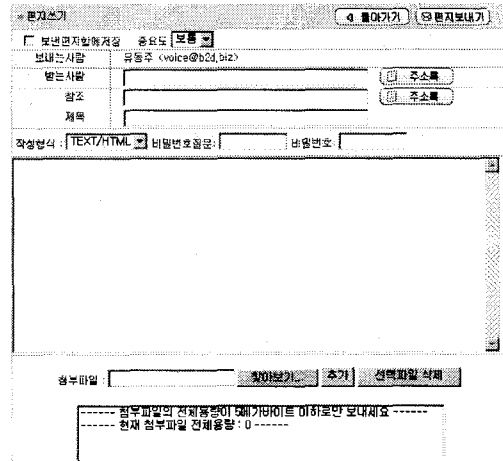 » 편지쓰기 돌아가기 편지보내기
보낸편지함에저장 중요도 보통
보내는사람 유동주 <voice@b2d.biz>
받는사람 주소록
참조 주소록
제목
작성형식 : TEXT/HTML 비밀번호질문: 비밀번호:
첨부파일 : 찾아보기... 추가 선택파일 삭제
------ 첨부파일의 전체용량이 5메가바이트 이하로만 보내세요 ------
------ 현재 첨부파일 전체용량 : 0 ------